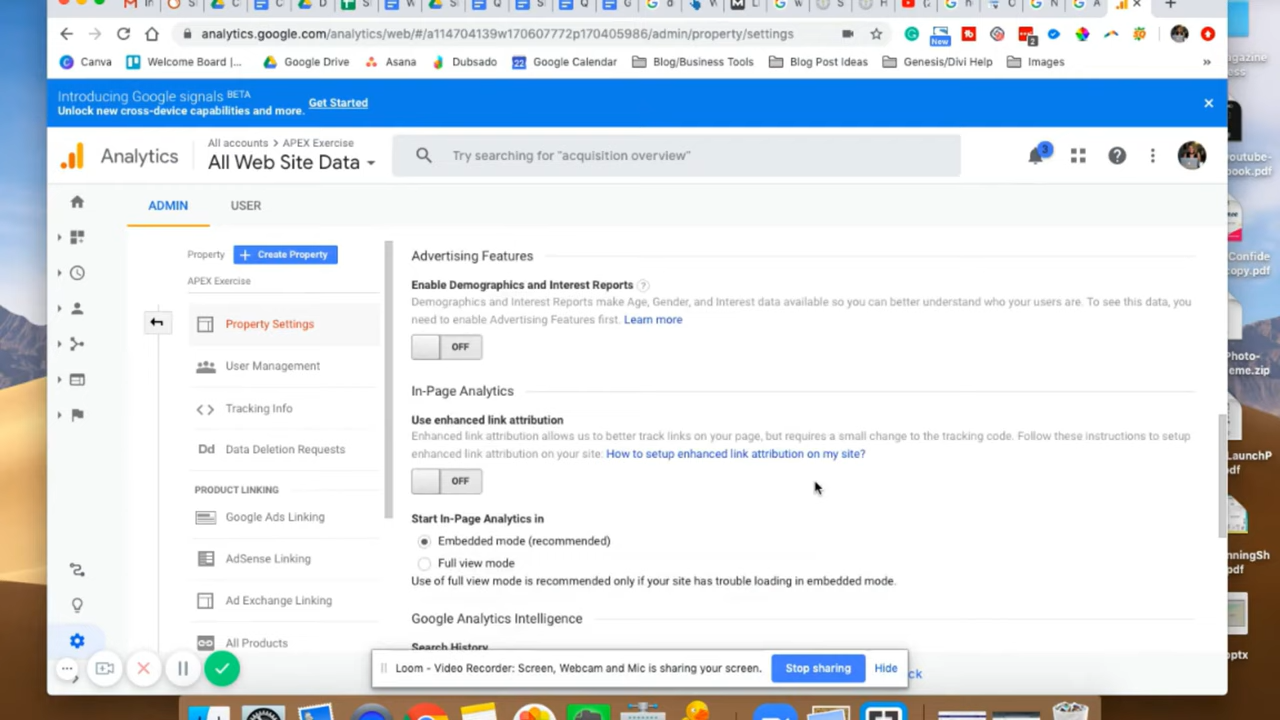 analytics.google.com/analytics/web/#/a114704139w170607772p170405986/admin/property/settings
New
2
Canva
Welcome Board |...
Google Drive
Asana
Dubsado
22
Google Calendar
Blog/Business Tools
Blog Post Ideas
Genesis/Divi Help
Images
»
Introducing Google signals BETA
Unlock new cross-device capabilities and more.
Get Started
Analytics
All accounts > APEX Exercise
All Web Site Data
Try searching for "acquisition overview"
3
ADMIN
USER
Property
+ Create Property
APEX Exercise
Property Settings
User Management
Tracking Info
Dd Data Deletion Requests
PRODUCT LINKING
Google Ads Linking
AdSense Linking
Ad Exchange Linking
All Products
Advertising Features
Enable Demographics and Interest Reports
Demographics and Interest Reports make Age, Gender, and Interest data available so you can better understand who your users are. To see this data, you
need to enable Advertising Features first. Learn more
OFF
In-Page Analytics
Use enhanced link attribution
Enhanced link attribution allows us to better track links on your page, but requires a small change to the tracking code. Follow these instructions to setup
enhanced link attribution on your site. How to setup enhanced link attribution on my site?
OFF
Start In-Page Analytics in
Embedded mode (recommended)
Full view mode
Use of full view mode is recommended only if your site has trouble loading in embedded mode.
Google Analytics Intelligence
Search History
Loom - Video Recorder: Screen, Webcam and Mic is sharing your screen.
Stop sharing
Hide
ck
agazine
ess
outube-
ook.pdf
Confide
copy.pdf
Photo-
eme.zip
LaunchP
pdf
nningSh
pdf
pptx